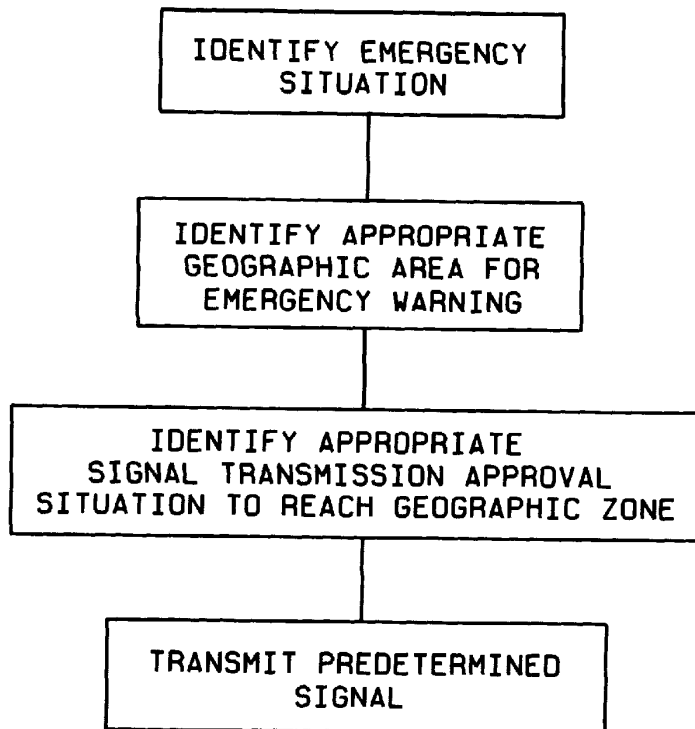 IDENTIFY EMERGENCY
SITUATION
IDENTIFY APPROPRIATE
GEOGRAPHIC AREA FOR
EMERGENCY WARNING
IDENTIFY APPROPRIATE
SIGNAL TRANSMISSION APPROVAL
SITUATION TO REACH GEOGRAPHIC ZONE
TRANSMIT PREDETERMINED
SIGNAL